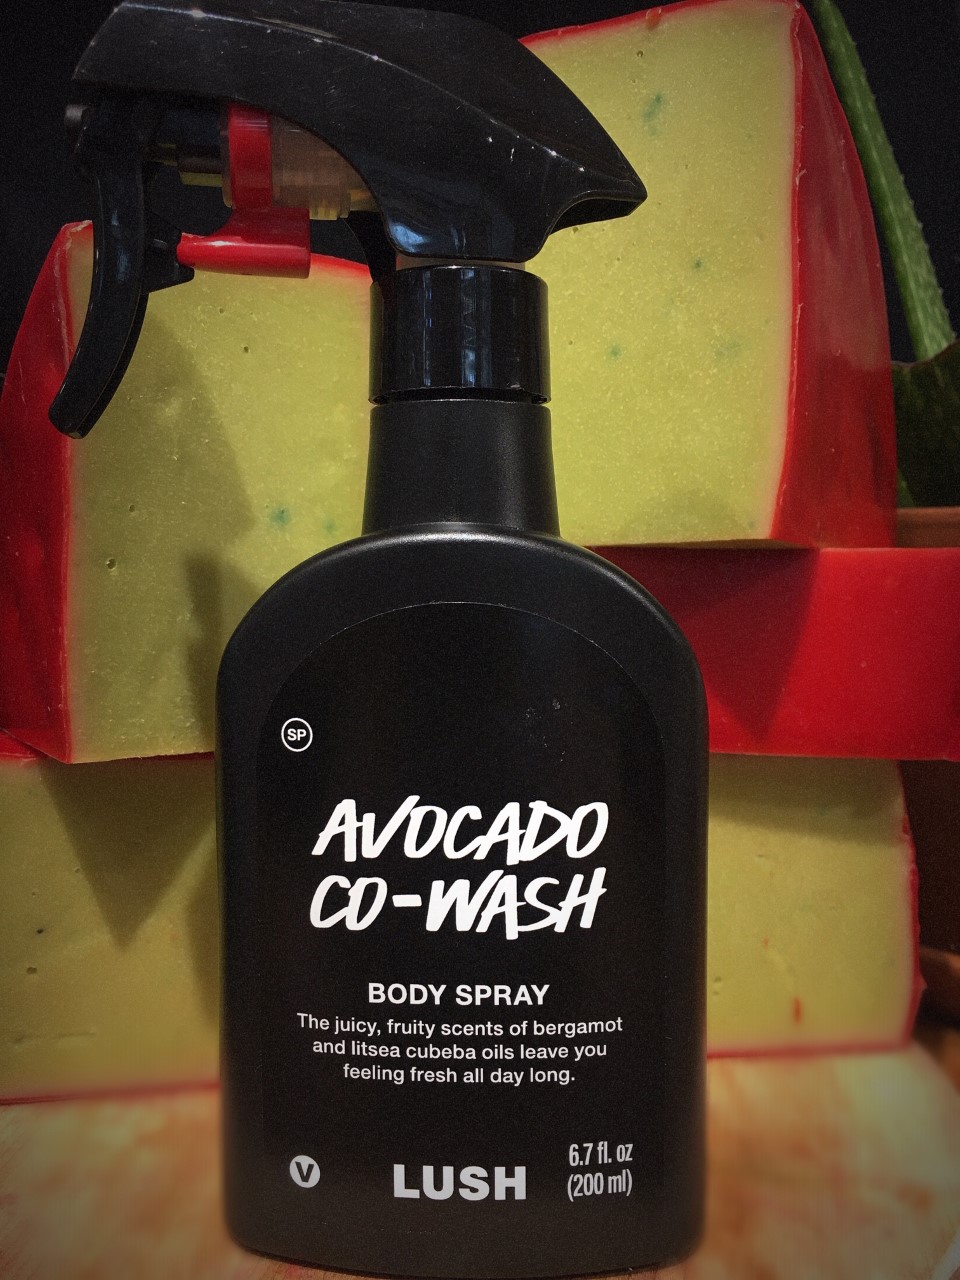 SP
AVOCADO
CO-WASH
BODY SPRAY
The juicy, fruity scents of bergamot
and litsea cubeba oils leave you
feeling fresh all day long.
V
LUSH
6.7 fl. oz
(200 ml)